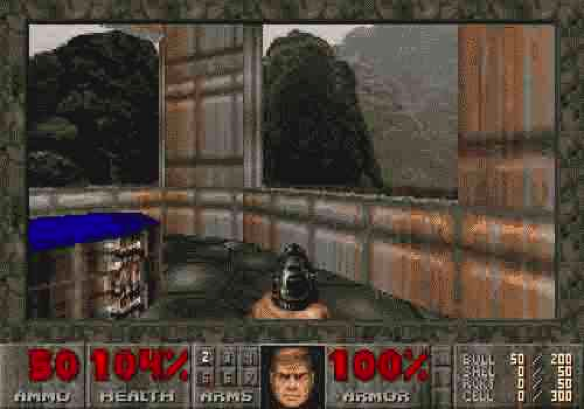 50 104% 2 3 4 100% BULL 50 / 200
5 6 7 SHEL 0 / 50
RCKT 0 / 50
AMMO HEALTH ARMS ARMOR CELL 0 / 300